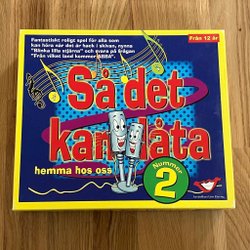 Fantastiskt roligt spel för alla som
kan höra när det är hack i skivan, nynna
"Blinka lilla stjärna" och svara på frågan
"Från vilket land kommer ABBA".
Från 12 år
Så det
kan låta
hemma hos oss
Nummer
2